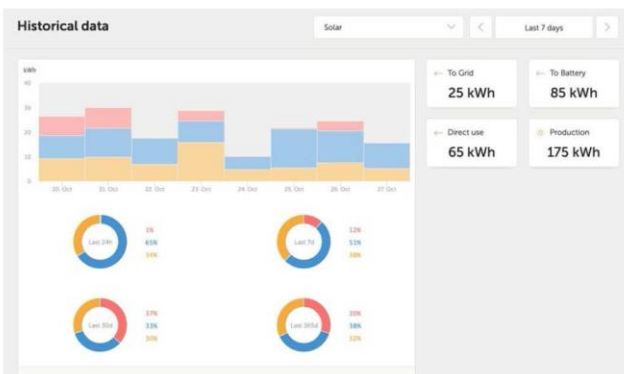 Historical data
Solar
Last 7 days
kWh
40
30
20
10
0
20. Oct
21. Oct
22. Oct
23. Oct
24. Oct
25. Oct
26. Oct
27. Oct
To Grid
25 kWh
To Battery
85 kWh
Direct use
65 kWh
Production
175 kWh
Last 24h
1%
65%
34%
Last 7d
12%
51%
38%
Last 30d
37%
33%
30%
Last 365d
38%
32%